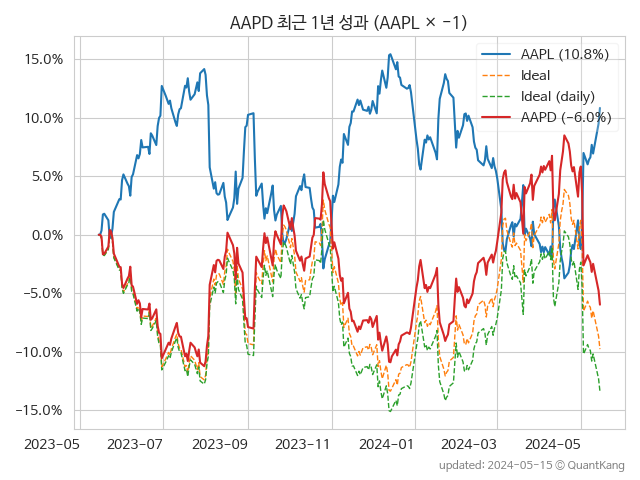 AAPD 최근 1년 성과 (AAPL × −1)
15.0%
10.0%
5.0%
0.0%
−5.0%
−10.0%
−15.0%
AAPL (10.8%)
Ideal
Ideal (daily)
AAPD (−6.0%)
2023-05 2023-07 2023-09 2023-11 2024-01 2024-03 2024-05
updated: 2024-05-15 ⓒ QuantKang